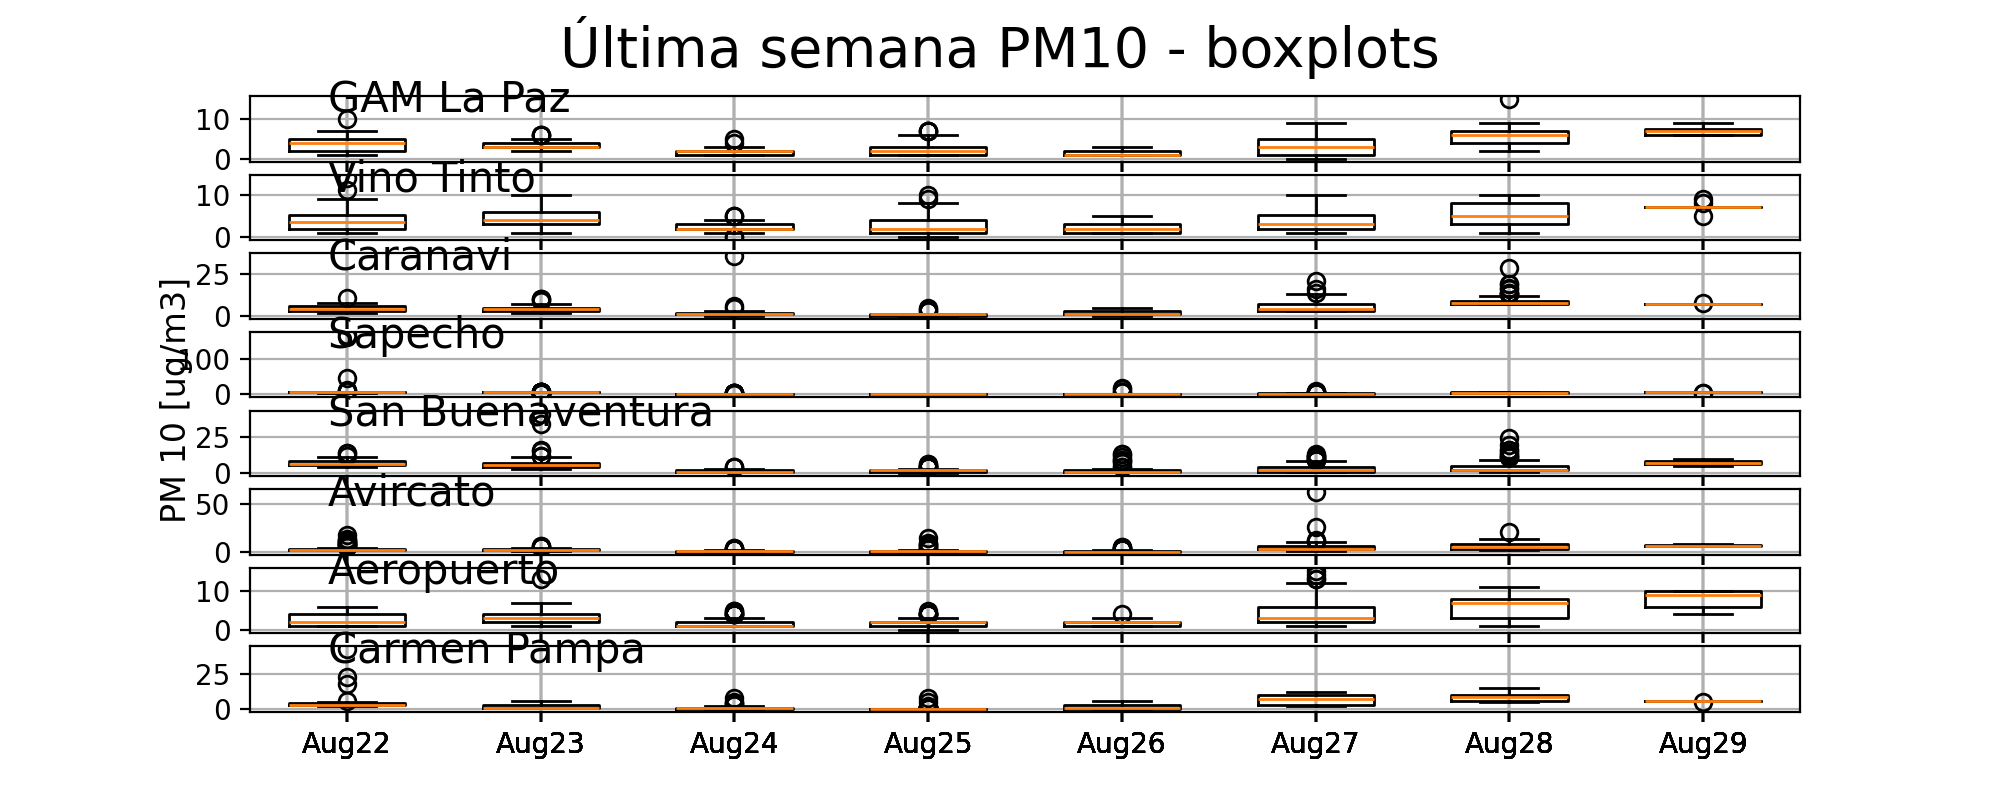 Última semana PM10 - boxplots
GAM La Paz
10
0
Vino Tinto
10
0
Caranavi
25
0
Sapecho
100
0
San Buenaventura
25
0
Avircato
50
0
Aeropuerto
10
0
Carmen Pampa
25
0
PM 10 [ug/m3]
Aug22 Aug23 Aug24 Aug25 Aug26 Aug27 Aug28 Aug29